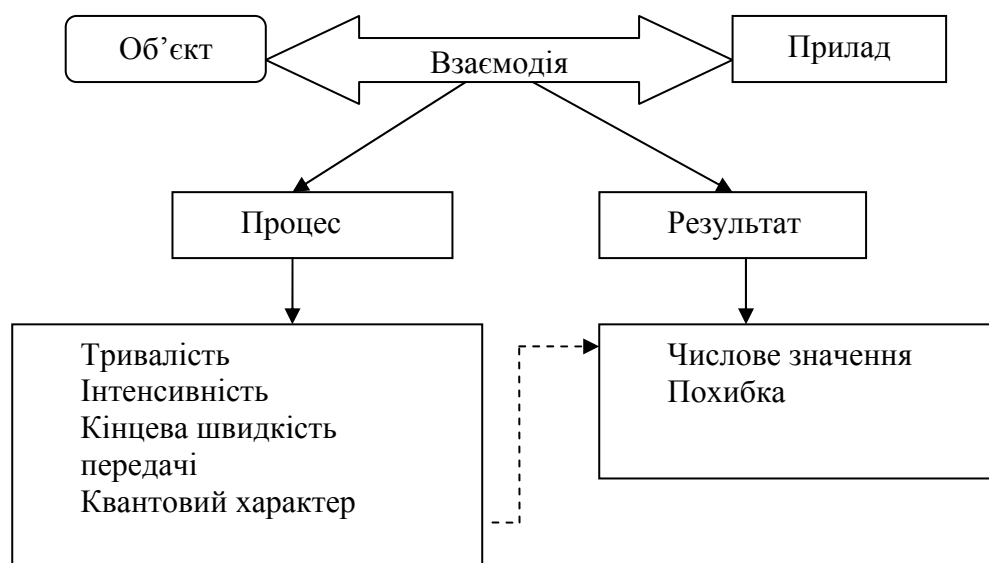 Об’єкт
Взаємодія
Прилад
Процес
Результат
Тривалість
Інтенсивність
Кінцева швидкість
передачі
Квантовий характер
Числове значення
Похибка